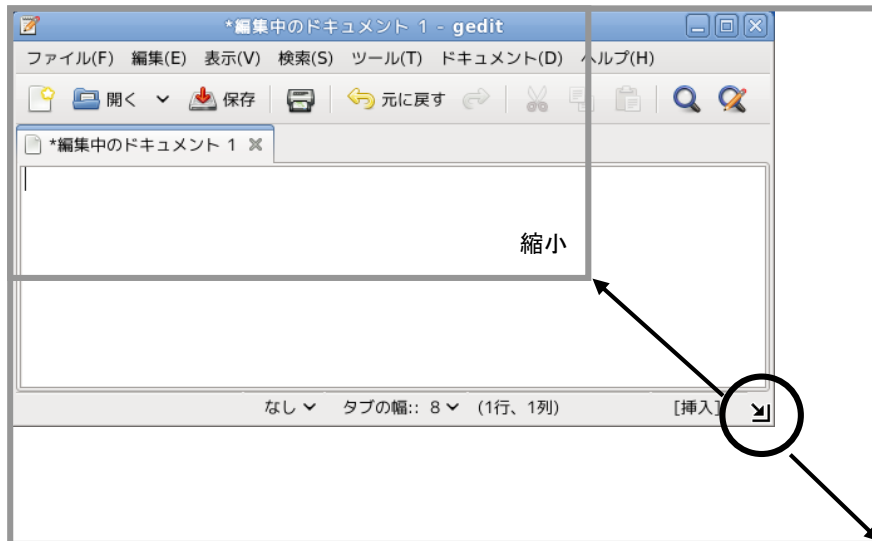 *編集中のドキュメント 1 - gedit
ファイル(F) 編集(E) 表示(V) 検索(S) ツール(T) ドキュメント(D) ヘルプ(H)
開く 保存 元に戻す
*編集中のドキュメント 1
縮小
なし タブの幅:: 8 (1行、1列) [挿入]